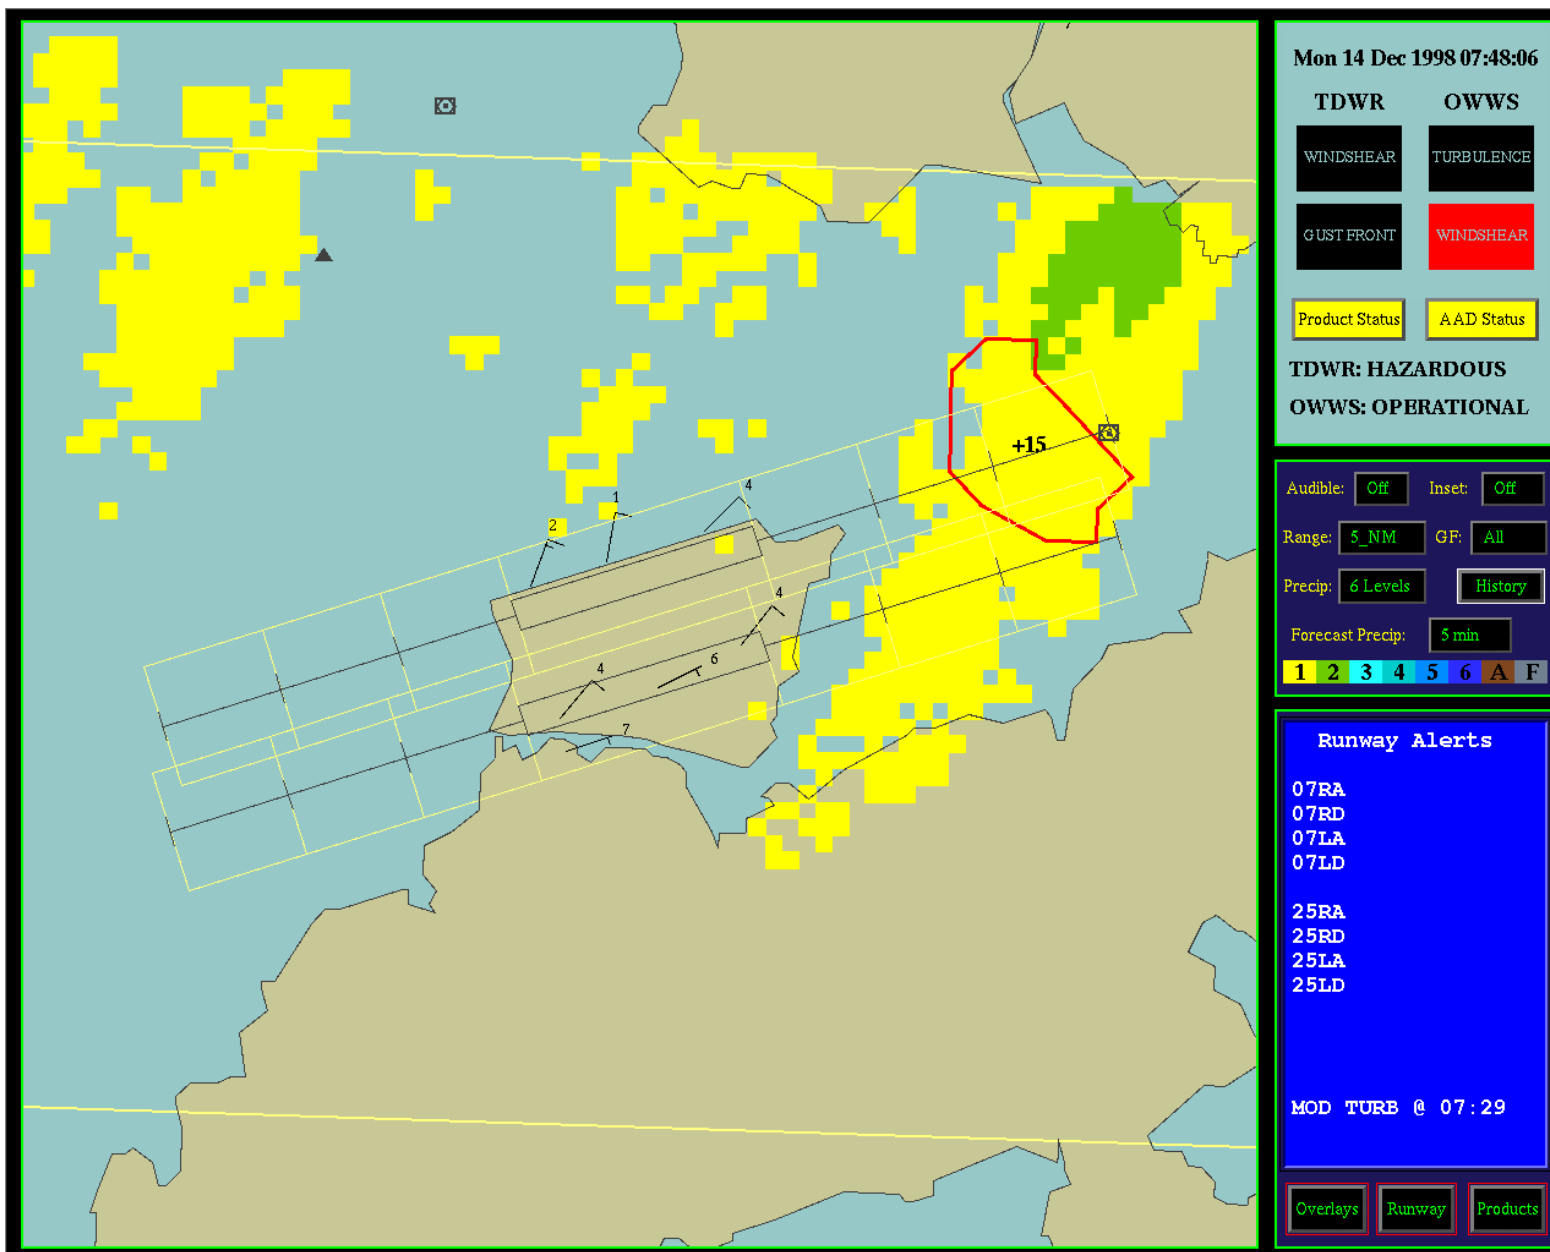 Mon 14 Dec 1998 07:48:06
TDWR OWWS
WINDSHEAR TURBULENCE
GUST FRONT WINDSHEAR
Product Status AAD Status
TDWR: HAZARDOUS
OWWS: OPERATIONAL
+15
4
1
2
4
6
4
7
Audible: Off Inset: Off
Range: 5_NM GF: All
Precip: 6 Levels History
Forecast Precip: 5 min
1 2 3 4 5 6 A F
Runway Alerts
07RA
07RD
07LA
07LD
25RA
25RD
25LA
25LD
MOD TURB @ 07:29
Overlays Runway Products